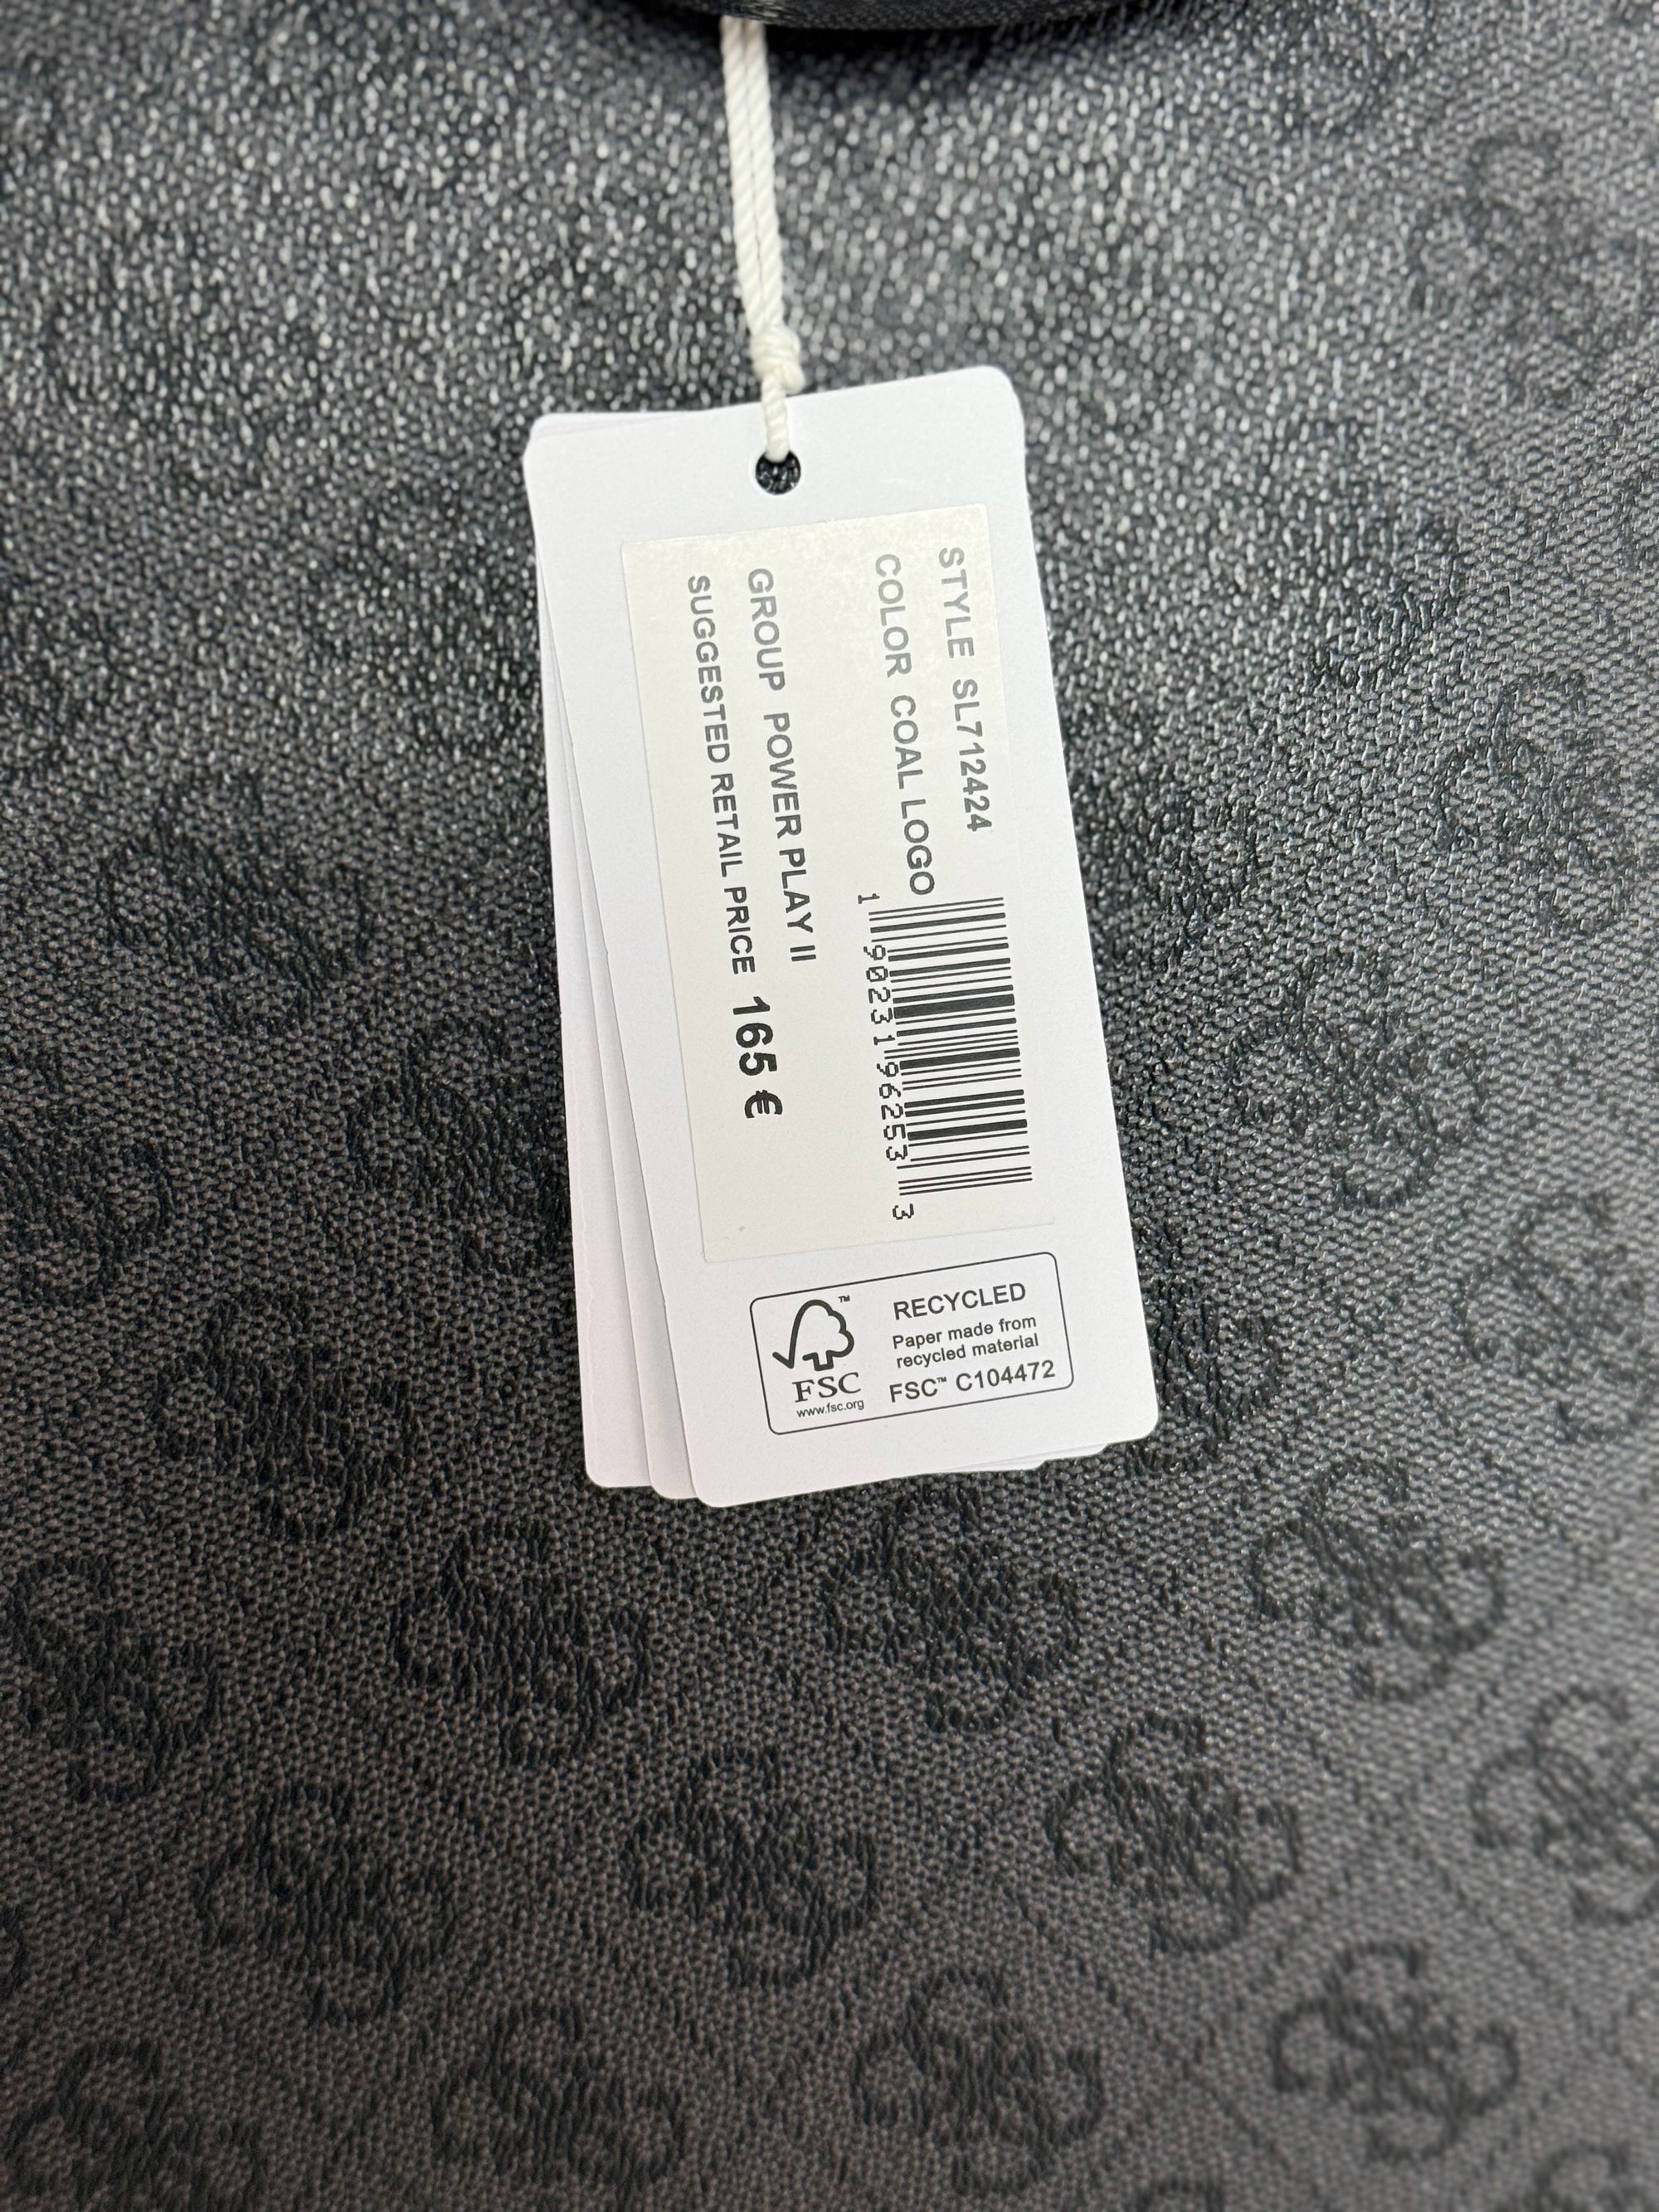 STYLE SL712424
COLOR COAL LOGO
1 90231 96253 3
GROUP POWER PLAY II
SUGGESTED RETAIL PRICE 165 €
FSC
www.fsc.org
RECYCLED
Paper made from
recycled material
FSC™ C104472